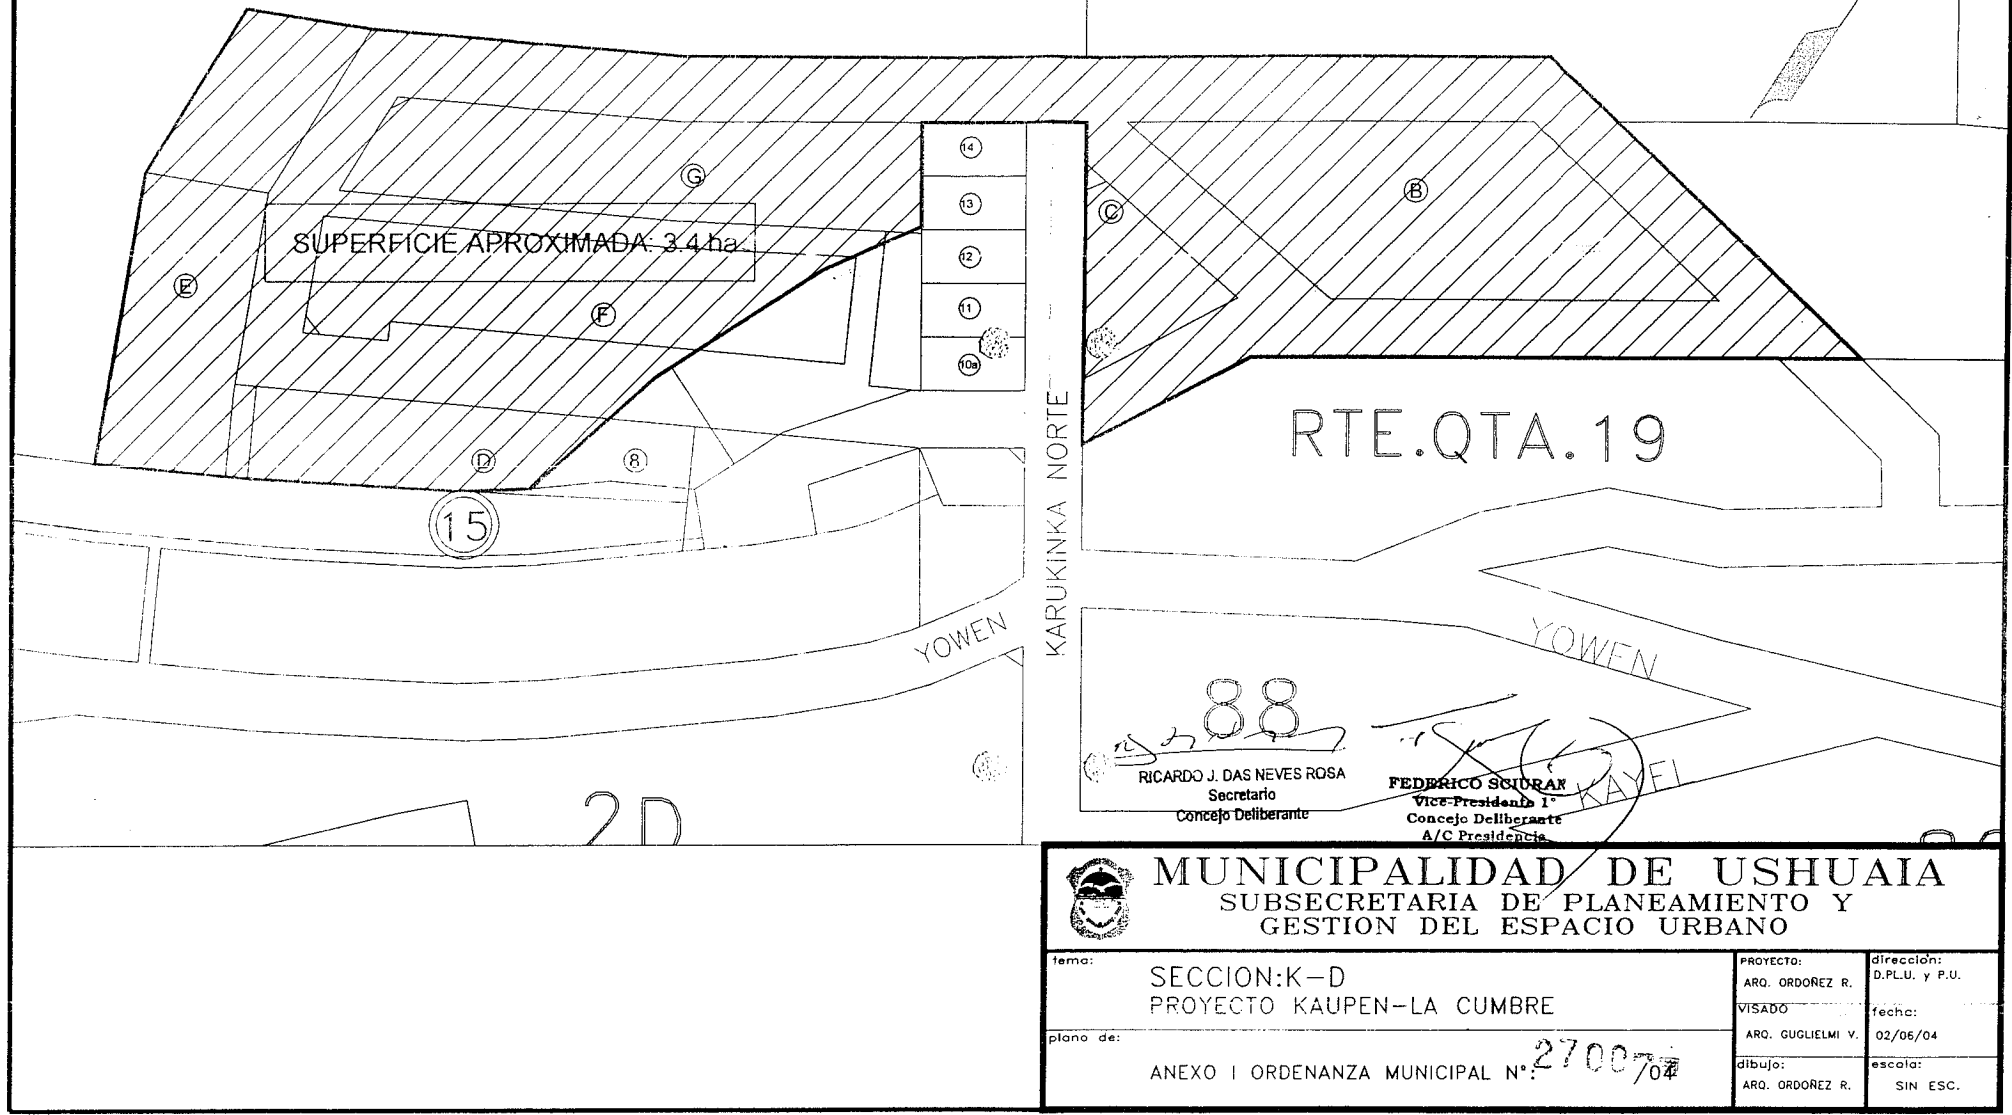 14
G
B
13
C
SUPERFICIE APROXIMADA: 3.4 ha
12
E
11
F
10a
RTE.QTA.19
D
8
15
KARUKINKA NORTE
YOWEN
YOWEN
88
KAYEL
RICARDO J. DAS NEVES ROSA
Secretario
Concejo Deliberante
FEDERICO SCIURAN
Vice-Presidente 1°
Concejo Deliberante
A/C Presidencia
2D
MUNICIPALIDAD DE USHUAIA
SUBSECRETARIA DE PLANEAMIENTO Y
GESTION DEL ESPACIO URBANO
tema:
SECCION:K-D
PROYECTO KAUPEN-LA CUMBRE
plano de:
ANEXO I ORDENANZA MUNICIPAL N°: 2700 /04
PROYECTO:
ARQ. ORDOÑEZ R.
VISADO
ARQ. GUGLIELMI V.
dibujo:
ARQ. ORDOÑEZ R.
dirección:
D.PL.U. y P.U.
fecha:
02/06/04
escala:
SIN ESC.